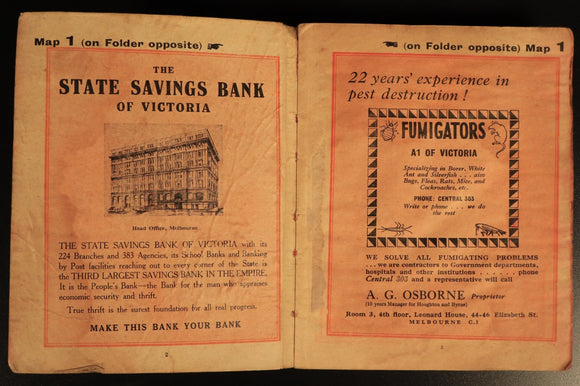 Map 1 (on Folder opposite)
THE
STATE SAVINGS BANK
OF VICTORIA
Head Office, Melbourne
THE STATE SAVINGS BANK OF VICTORIA with its
224 Branches and 383 Agencies, its School Banks and Banking
by Post facilities reaching out to every corner of the State is
the THIRD LARGEST SAVINGS BANK IN THE EMPIRE.
It is the People's Bank—the Bank for the man who appraises
economic security and thrift.
True thrift is the surest foundation for all real progress.
MAKE THIS BANK YOUR BANK
2
(on Folder opposite) Map 1
22 years' experience in
pest destruction!
FUMIGATORS
A1 OF VICTORIA
Specializing in Borer, White
Ant and Silverfish . . . also
Bugs, Fleas, Rats, Mice, and
Cockroaches, etc.
PHONE: CENTRAL 303
Write or phone . . . we do
the rest
WE SOLVE ALL FUMIGATING PROBLEMS
. . . we are contractors to Government departments,
hospitals and other institutions . . . . . . phone
Central 303 and a representative will call
A. G. OSBORNE Proprietor
(10 years Manager for Houghton and Byrne)
Room 3, 4th floor, Leonard House, 44-46 Elizabeth St.
MELBOURNE C.1